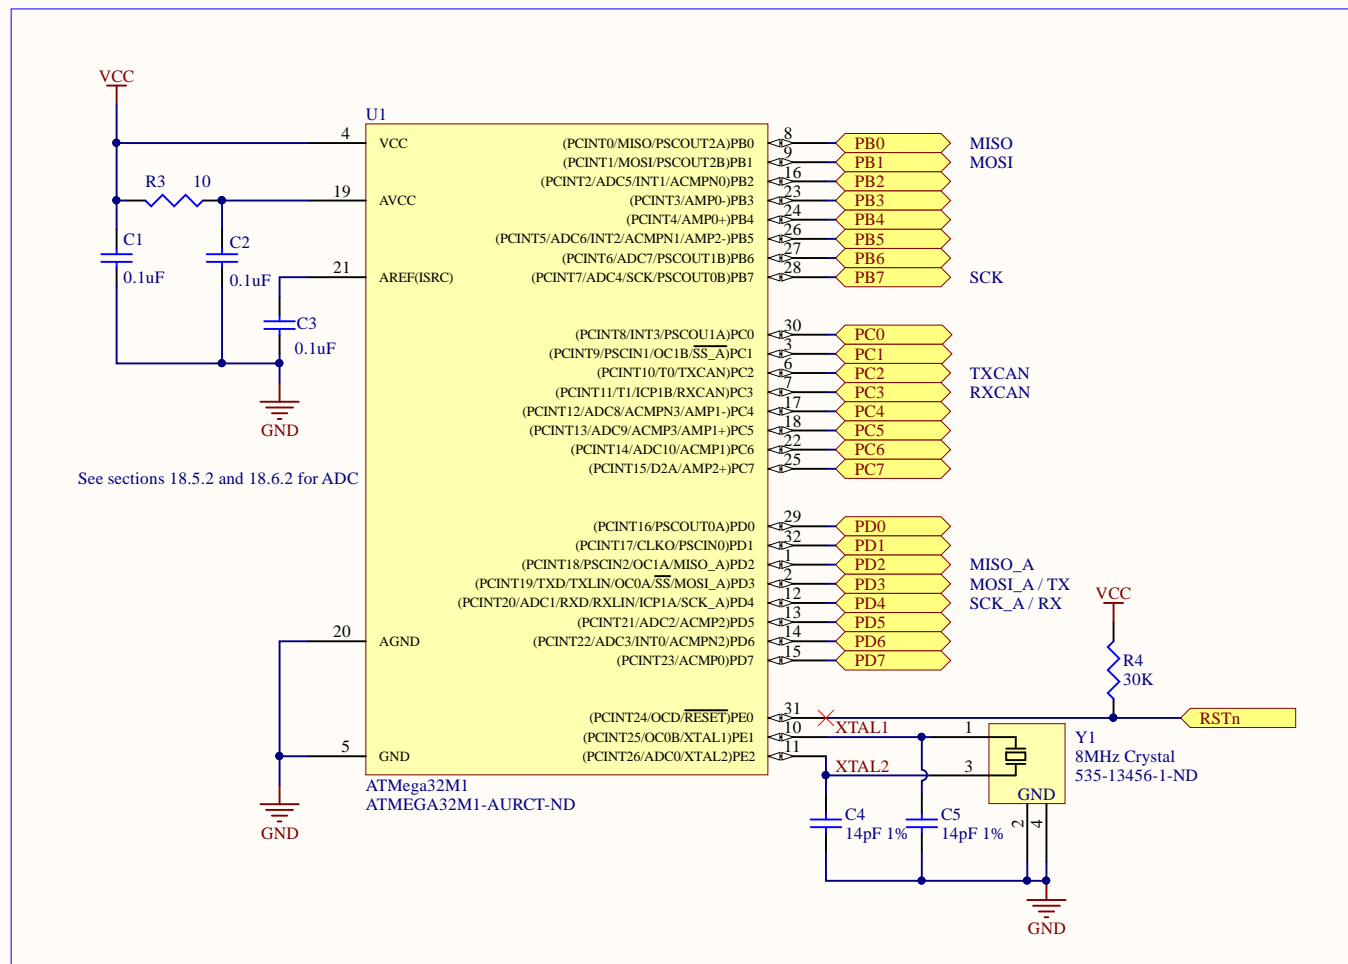 VCC
U1
4 VCC (PCINT0/MISO/PSCOUT2A)PB0 8 PB0 MISO
(PCINT1/MOSI/PSCOUT2B)PB1 9 PB1 MOSI
R3 10
(PCINT2/ADC5/INT1/ACMPN0)PB2 16 PB2
19 AVCC (PCINT3/AMP0-)PB3 23 PB3
(PCINT4/AMP0+)PB4 24 PB4
C1 C2 (PCINT5/ADC6/INT2/ACMPN1/AMP2-)PB5 26 PB5
(PCINT6/ADC7/PSCOUT1B)PB6 27 PB6
0.1uF 0.1uF 21 AREF(ISRC) (PCINT7/ADC4/SCK/PSCOUT0B)PB7 28 PB7 SCK
C3
0.1uF
(PCINT8/INT3/PSCOU1A)PC0 30 PC0
(PCINT9/PSCIN1/OC1B/SS_A)PC1 3 PC1
(PCINT10/T0/TXCAN)PC2 6 PC2 TXCAN
(PCINT11/T1/ICP1B/RXCAN)PC3 7 PC3 RXCAN
(PCINT12/ADC8/ACMPN3/AMP1-)PC4 17 PC4
GND (PCINT13/ADC9/ACMP3/AMP1+)PC5 18 PC5
(PCINT14/ADC10/ACMP1)PC6 22 PC6
(PCINT15/D2A/AMP2+)PC7 25 PC7
See sections 18.5.2 and 18.6.2 for ADC
(PCINT16/PSCOUT0A)PD0 29 PD0
(PCINT17/CLKO/PSCIN0)PD1 32 PD1
(PCINT18/PSCIN2/OC1A/MISO_A)PD2 1 PD2 MISO_A
(PCINT19/TXD/TXLIN/OC0A/SS/MOSI_A)PD3 2 PD3 MOSI_A / TX
(PCINT20/ADC1/RXD/RXLIN/ICP1A/SCK_A)PD4 12 PD4 SCK_A / RX
(PCINT21/ADC2/ACMP2)PD5 13 PD5
20 AGND (PCINT22/ADC3/INT0/ACMPN2)PD6 14 PD6
(PCINT23/ACMP0)PD7 15 PD7
VCC
R4
30K
(PCINT24/OCD/RESET)PE0 31 RSTn
(PCINT25/OC0B/XTAL1)PE1 10 XTAL1 1
5 GND (PCINT26/ADC0/XTAL2)PE2 11 XTAL2 3
Y1
8MHz Crystal
535-13456-1-ND
GND
2 4
ATMega32M1
ATMEGA32M1-AURCT-ND
GND
C4
14pF 1%
C5
14pF 1%
GND